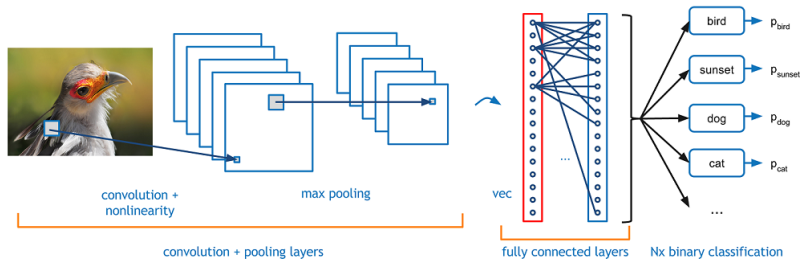 bird
p_bird
sunset
p_sunset
dog
p_dog
cat
p_cat
...
...
convolution +
nonlinearity
max pooling
vec
convolution + pooling layers
fully connected layers
Nx binary classification